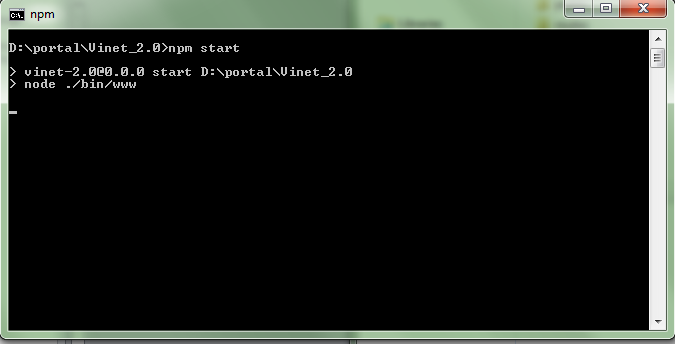 npm
D:\portal\Vinet_2.0>npm start
> vinet-2.0@0.0.0 start D:\portal\Vinet_2.0
> node ./bin/www
Libraries